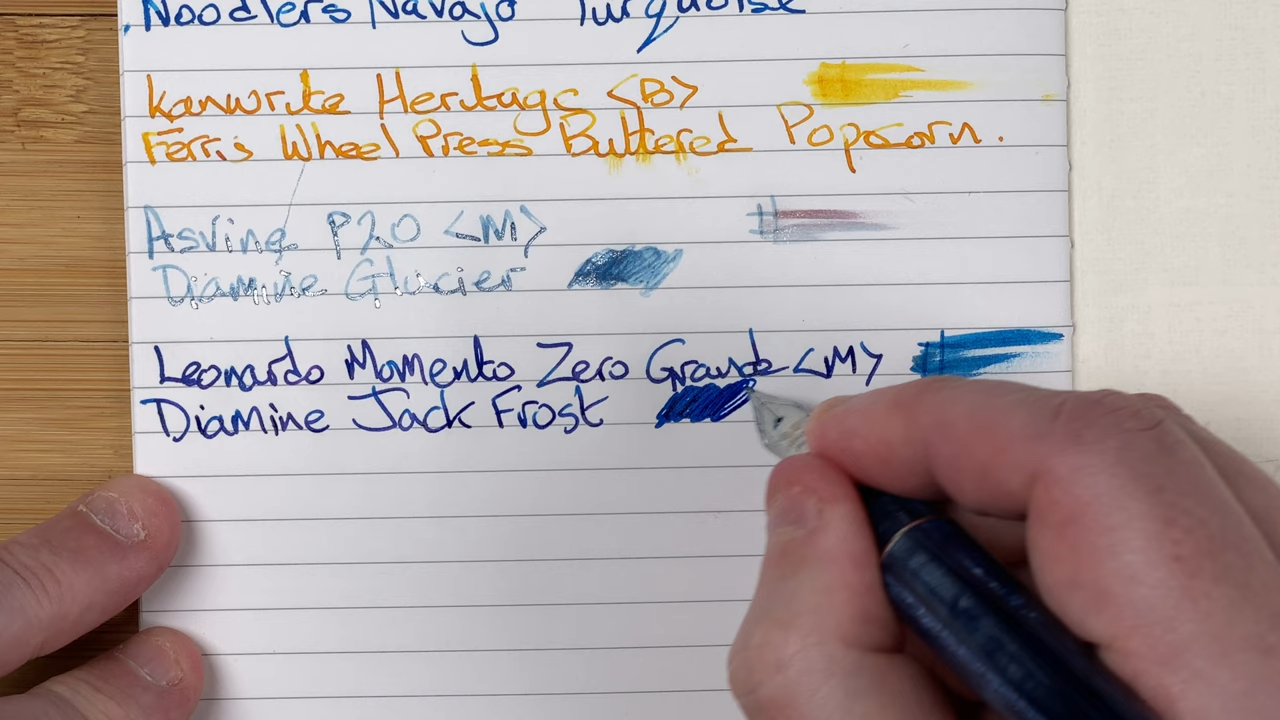 Noodlers Navajo Turquoise
Kanwrite Heritage <B>
Ferris Wheel Press Buttered Popcorn.
Asvine P20 <M>
Diamine Glacier
Leonardo Momento Zero Grande <M>
Diamine Jack Frost